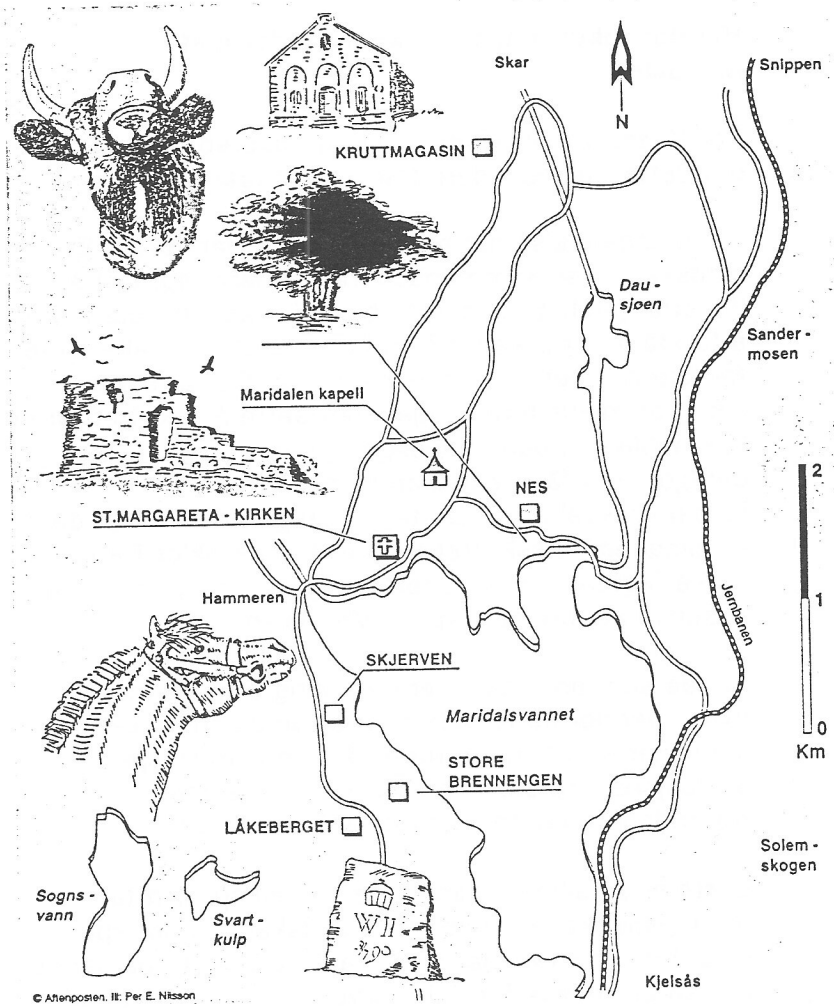 Skar
Snippen
N
KRUTTMAGASIN
Dau -
sjøen
Sander -
mosen
Maridalen kapell
NES
ST.MARGARETA - KIRKEN
2
1
0
Km
Hammeren
Jernbanen
SKJERVEN
Maridalsvannet
STORE
BRENNENGEN
LÅKEBERGET
Solem -
skogen
Sogns -
vann
Svart -
kulp
W II
Kjelsås
© Aftenposten. Ill: Per E. Nilsson